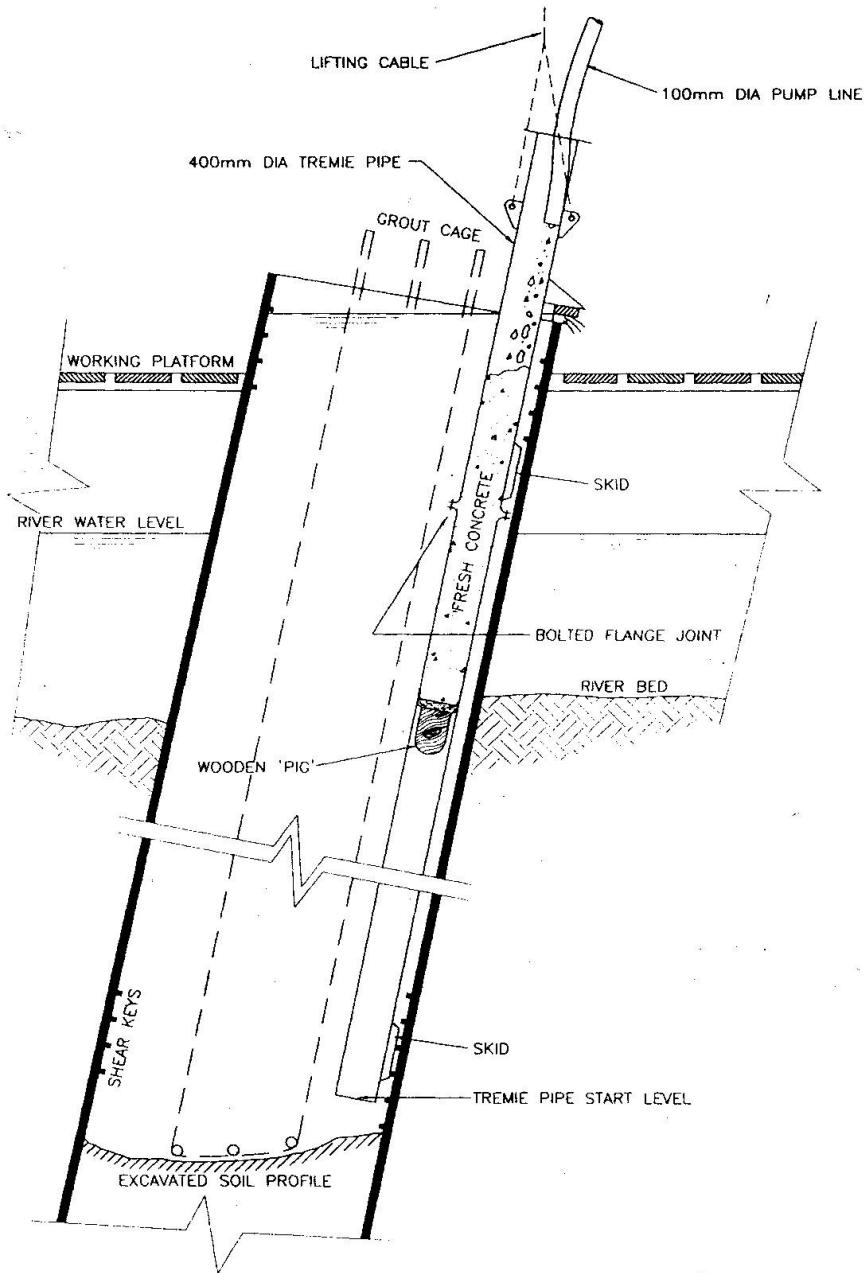 LIFTING CABLE
100mm DIA PUMP LINE
400mm DIA TREMIE PIPE
GROUT CAGE
WORKING PLATFORM
SKID
RIVER WATER LEVEL
FRESH CONCRETE
BOLTED FLANGE JOINT
RIVER BED
WOODEN 'PIG'
SHEAR KEYS
SKID
TREMIE PIPE START LEVEL
EXCAVATED SOIL PROFILE